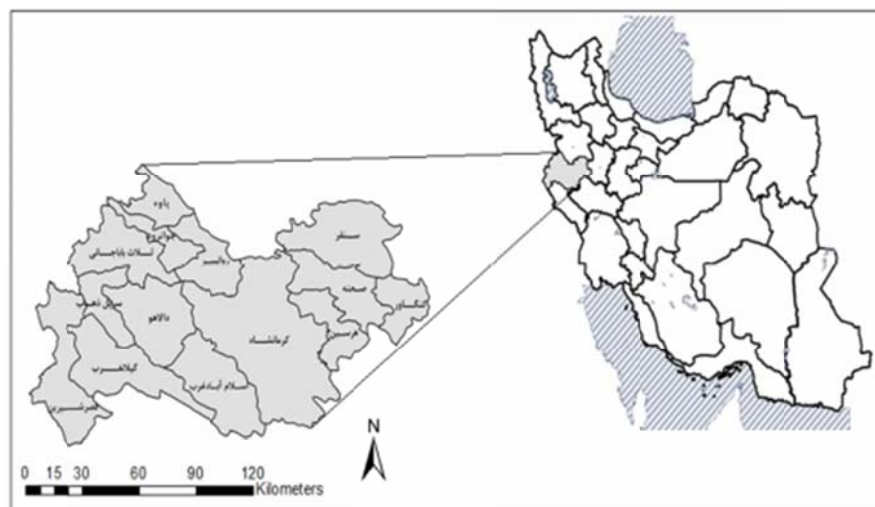 پاوه
جوانرود
ثلاث باباجانی
روانسر
سنقر
صحنه
کنگاور
سرپل ذهاب
دالاهو
کرمانشاه
هرسین
گیلانغرب
اسلام آبادغرب
قصرشیرین
N
0 15 30 60 90 120
Kilometers